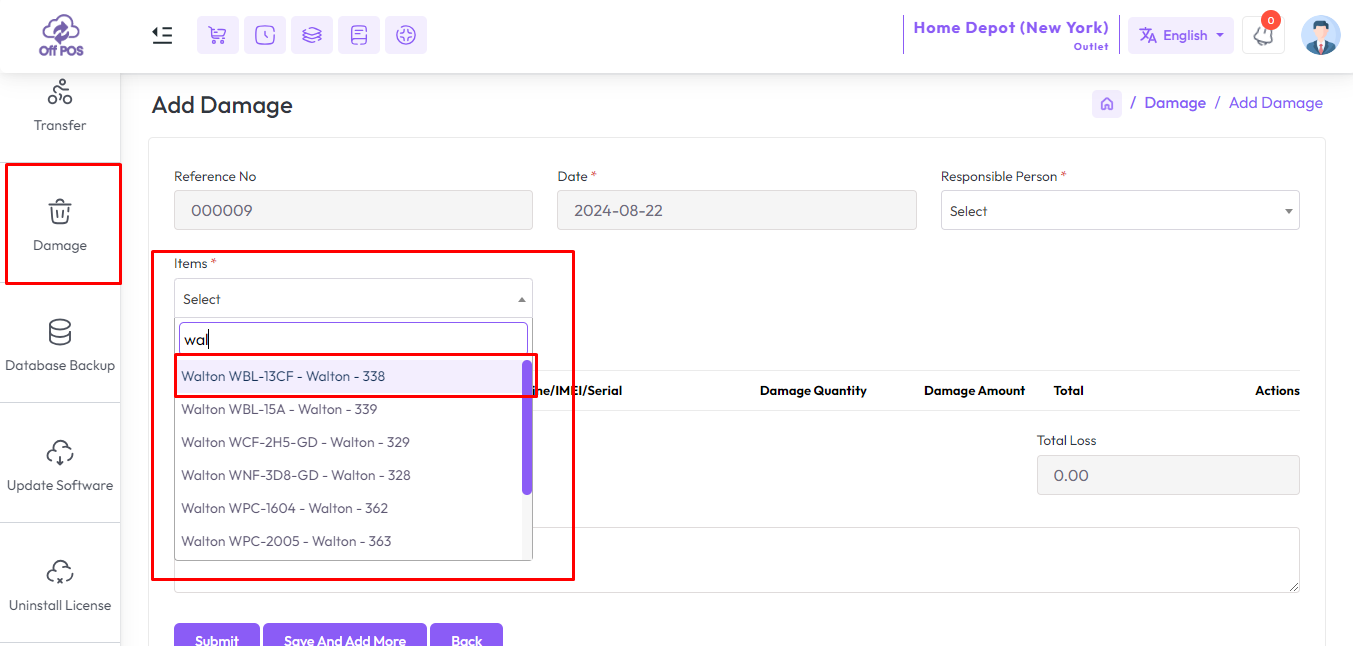 Off POS
Home Depot (New York)
Outlet
English
0
Transfer
Damage
Database Backup
Update Software
Uninstall License
Add Damage
/ Damage / Add Damage
Reference No
000009
Date *
2024-08-22
Responsible Person *
Select
Items *
Select
wal
Walton WBL-13CF - Walton - 338
Walton WBL-15A - Walton - 339
Walton WCF-2H5-GD - Walton - 329
Walton WNF-3D8-GD - Walton - 328
Walton WPC-1604 - Walton - 362
Walton WPC-2005 - Walton - 363
/IMEI/Serial Damage Quantity Damage Amount Total Actions
Total Loss
0.00
Submit Save And Add More Back